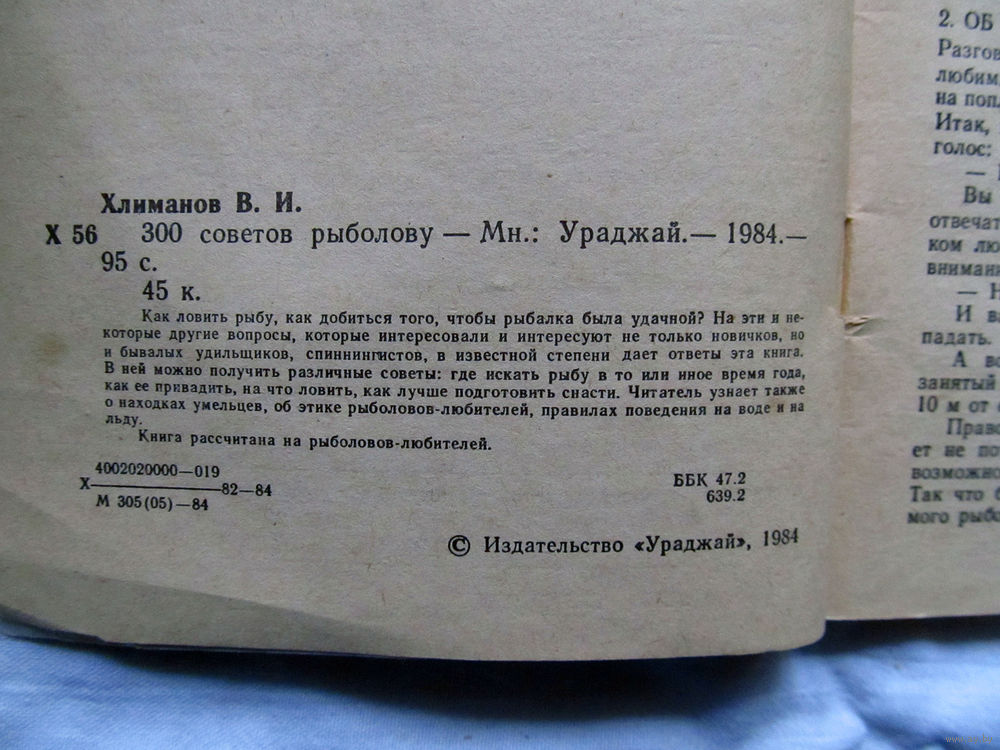 Хлиманов В. И.
Х 56 300 советов рыболову — Мн.: Ураджай.— 1984.—
95 с.
45 к.
Как ловить рыбу, как добиться того, чтобы рыбалка была удачной? На эти и не-
которые другие вопросы, которые интересовали и интересуют не только новичков, но
и бывалых удильщиков, спиннингистов, в известной степени дает ответы эта книга.
В ней можно получить различные советы: где искать рыбу в то или иное время года,
как ее привадить, на что ловить, как лучше подготовить снасти. Читатель узнает также
о находках умельцев, об этике рыболовов-любителей, правилах поведения на воде и на
льду.
Книга рассчитана на рыболовов-любителей.
4002020000—019
Х————82—84
М 305(05)—84
ББК 47.2
639.2
© Издательство «Ураджай», 1984
2. ОБ
Разгов
любим
на поп
Итак,
голос:
—
Вы
отвечат
ком лю
внимани
— Н
И в
падать.
А во
занятый
10 м от
Право
ет не по
возможно
Так что
мого рыбо